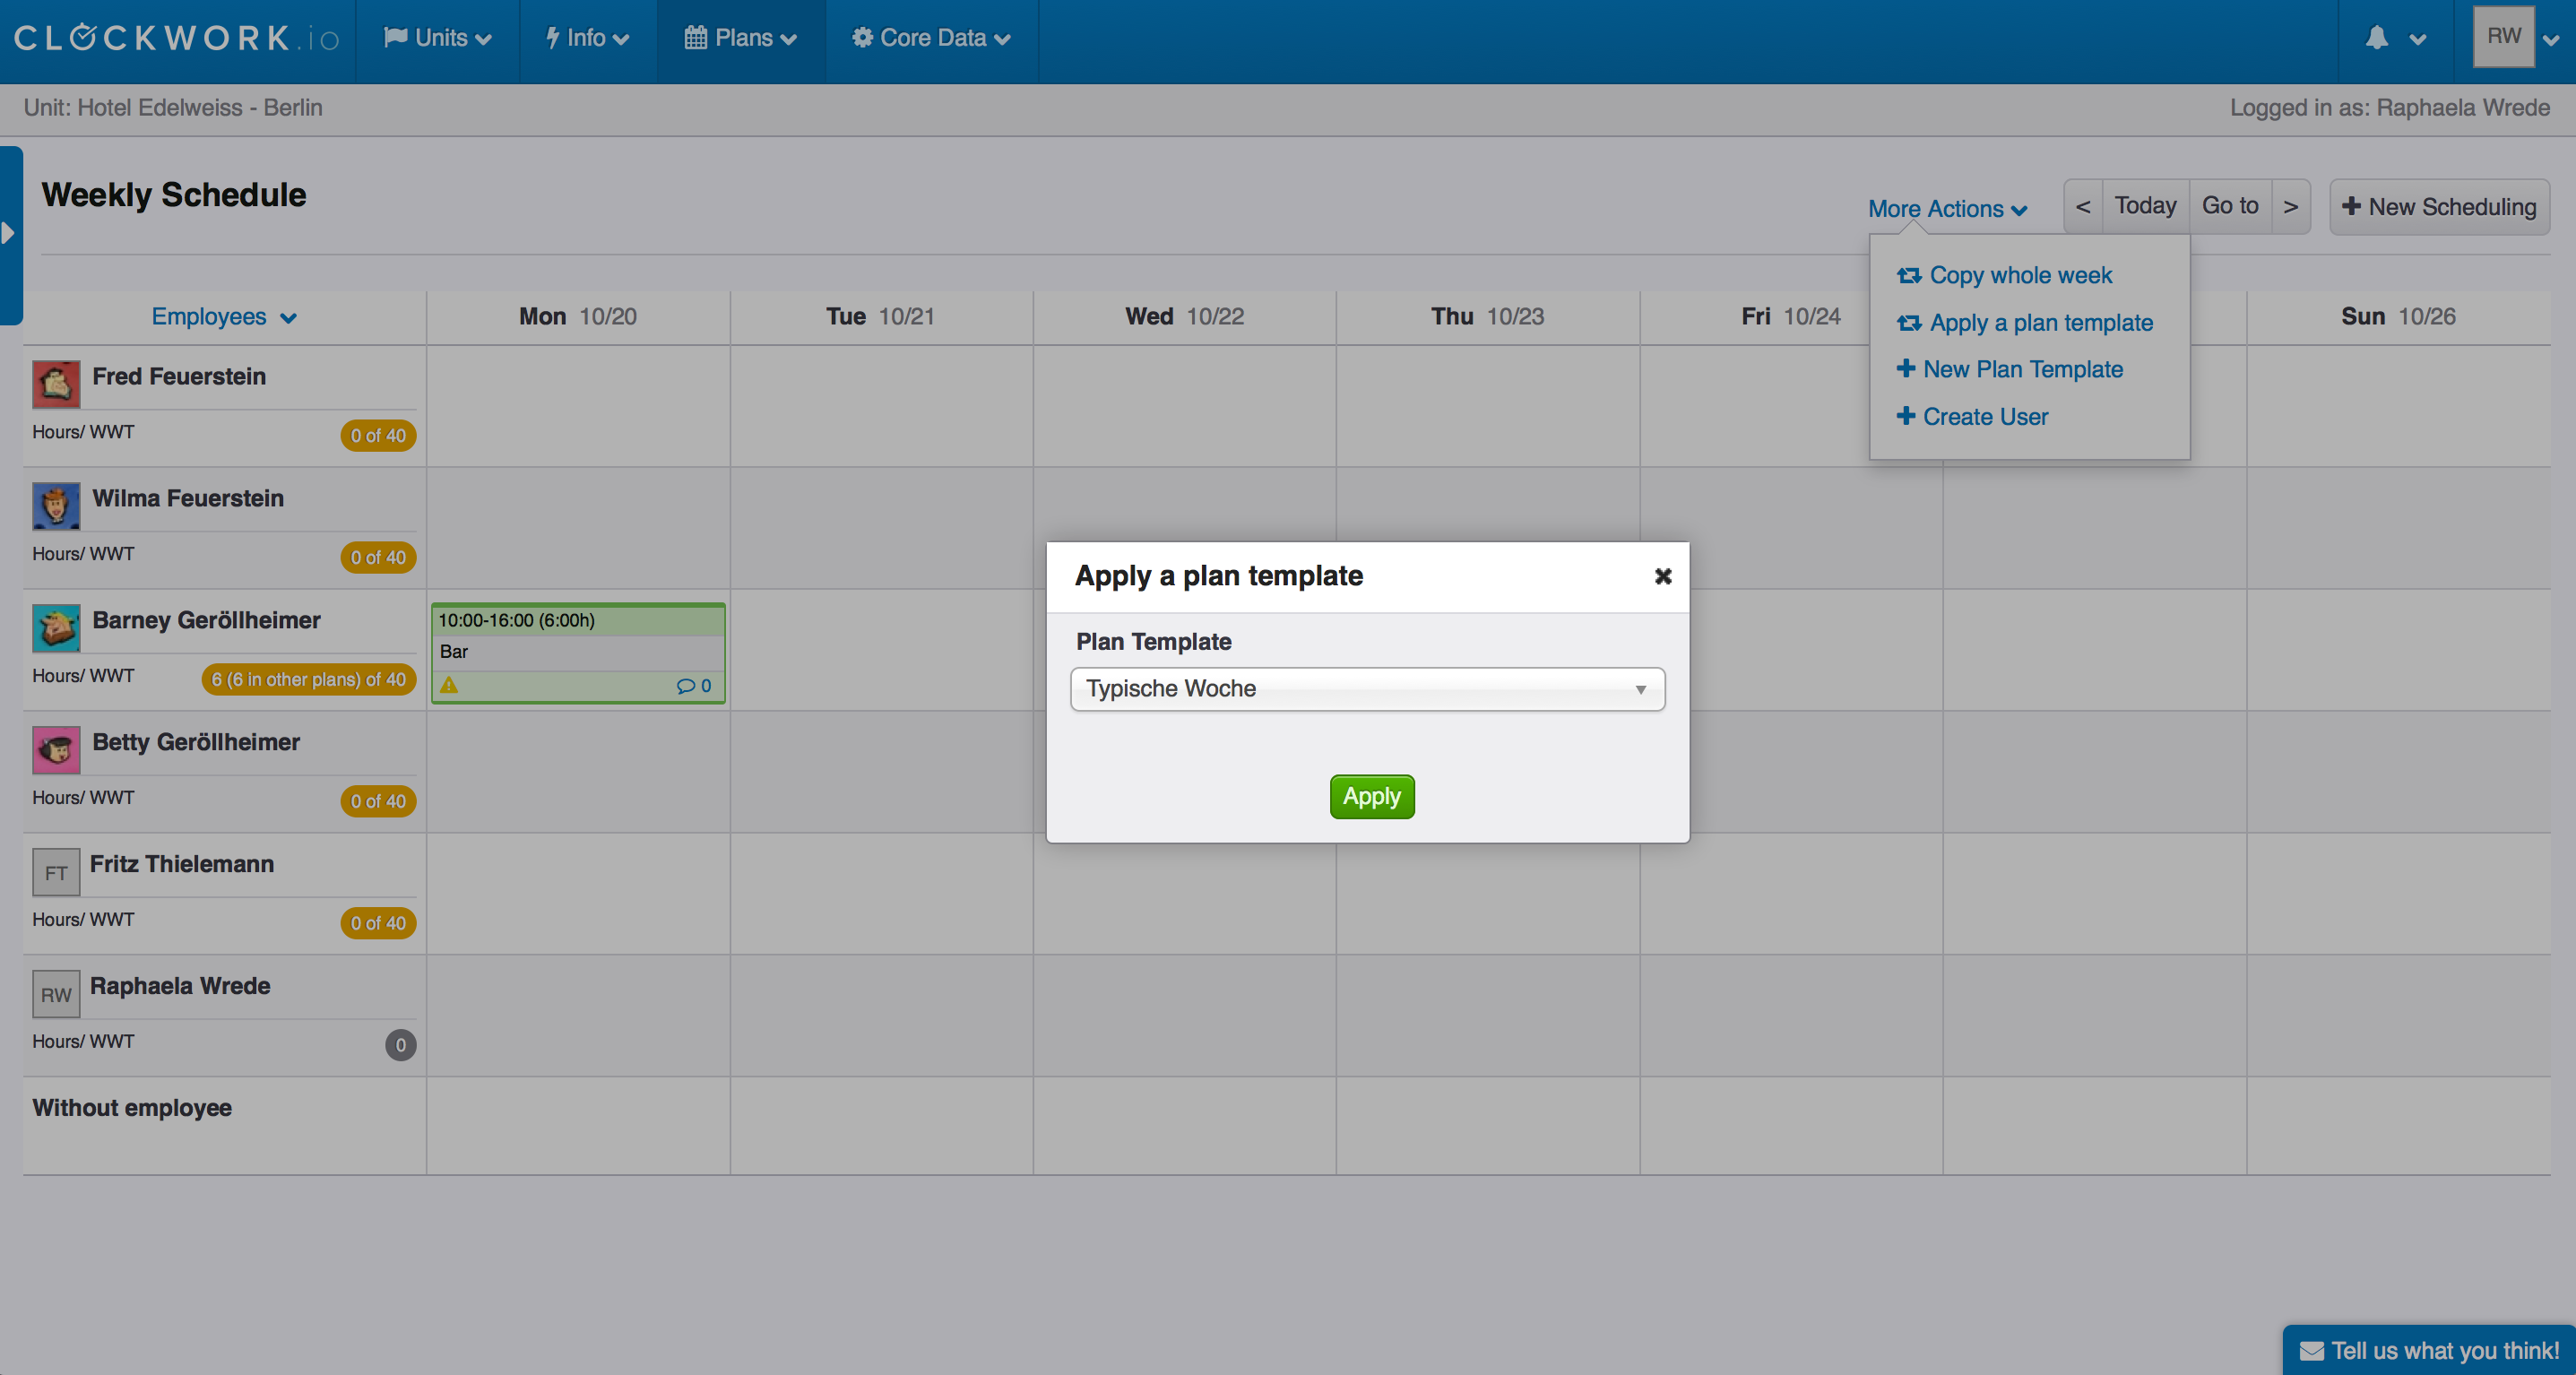 CLOCKWORK.io Units Info Plans Core Data RW
Unit: Hotel Edelweiss - Berlin Logged in as: Raphaela Wrede
Weekly Schedule More Actions < Today Go to > + New Scheduling
Copy whole week
Apply a plan template
+ New Plan Template
+ Create User
Employees Mon 10/20 Tue 10/21 Wed 10/22 Thu 10/23 Fri 10/24 Sun 10/26
Fred Feuerstein
Hours/ WWT 0 of 40
Wilma Feuerstein
Hours/ WWT 0 of 40
Apply a plan template
Plan Template
Typische Woche
Apply
Barney Geröllheimer 10:00-16:00 (6:00h)
Bar
Hours/ WWT 6 (6 in other plans) of 40 0
Betty Geröllheimer
Hours/ WWT 0 of 40
FT Fritz Thielemann
Hours/ WWT 0 of 40
RW Raphaela Wrede
Hours/ WWT 0
Without employee
Tell us what you think!